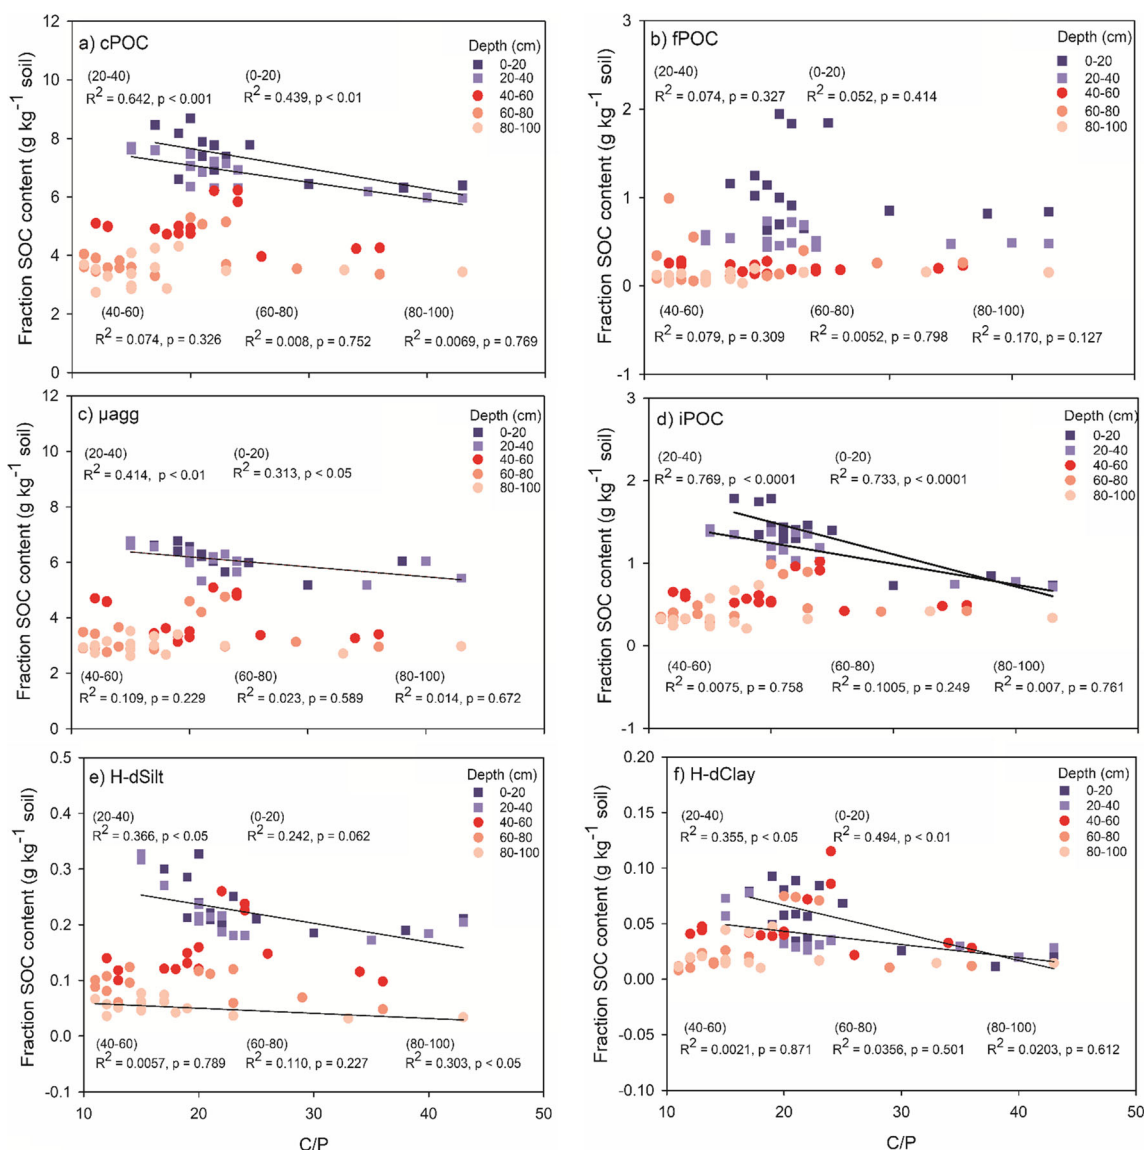 a) cPOC
Depth (cm)
0-20
20-40
40-60
60-80
80-100
(20-40) (0-20)
R² = 0.642, p < 0.001 R² = 0.439, p < 0.01
(40-60) (60-80) (80-100)
R² = 0.074, p = 0.326 R² = 0.008, p = 0.752 R² = 0.0069, p = 0.769
12
10
8
6
4
2
0
Fraction SOC content (g kg⁻¹ soil)
b) fPOC
Depth (cm)
0-20
20-40
40-60
60-80
80-100
(20-40) (0-20)
R² = 0.074, p = 0.327 R² = 0.052, p = 0.414
(40-60) (60-80) (80-100)
R² = 0.079, p = 0.309 R² = 0.0052, p = 0.798 R² = 0.170, p = 0.127
3
2
1
0
-1
Fraction SOC content (g kg⁻¹ soil)
c) µagg
Depth (cm)
0-20
20-40
40-60
60-80
80-100
(20-40) (0-20)
R² = 0.414, p < 0.01 R² = 0.313, p < 0.05
(40-60) (60-80) (80-100)
R² = 0.109, p = 0.229 R² = 0.023, p = 0.589 R² = 0.014, p = 0.672
12
10
8
6
4
2
0
Fraction SOC content (g kg⁻¹ soil)
d) iPOC
Depth (cm)
0-20
20-40
40-60
60-80
80-100
(20-40) (0-20)
R² = 0.769, p < 0.0001 R² = 0.733, p < 0.0001
(40-60) (60-80) (80-100)
R² = 0.0075, p = 0.758 R² = 0.1005, p = 0.249 R² = 0.007, p = 0.761
3
2
1
0
-1
Fraction SOC content (g kg⁻¹ soil)
e) H-dSilt
Depth (cm)
0-20
20-40
40-60
60-80
80-100
(20-40) (0-20)
R² = 0.366, p < 0.05 R² = 0.242, p = 0.062
(40-60) (60-80) (80-100)
R² = 0.0057, p = 0.789 R² = 0.110, p = 0.227 R² = 0.303, p < 0.05
0.5
0.4
0.3
0.2
0.1
0.0
-0.1
Fraction SOC content (g kg⁻¹ soil)
10 20 30 40 50
C/P
f) H-dClay
Depth (cm)
0-20
20-40
40-60
60-80
80-100
(20-40) (0-20)
R² = 0.355, p < 0.05 R² = 0.494, p < 0.01
(40-60) (60-80) (80-100)
R² = 0.0021, p = 0.871 R² = 0.0356, p = 0.501 R² = 0.0203, p = 0.612
0.20
0.15
0.10
0.05
0.00
-0.05
-0.10
Fraction SOC content (g kg⁻¹ soil)
10 20 30 40 50
C/P